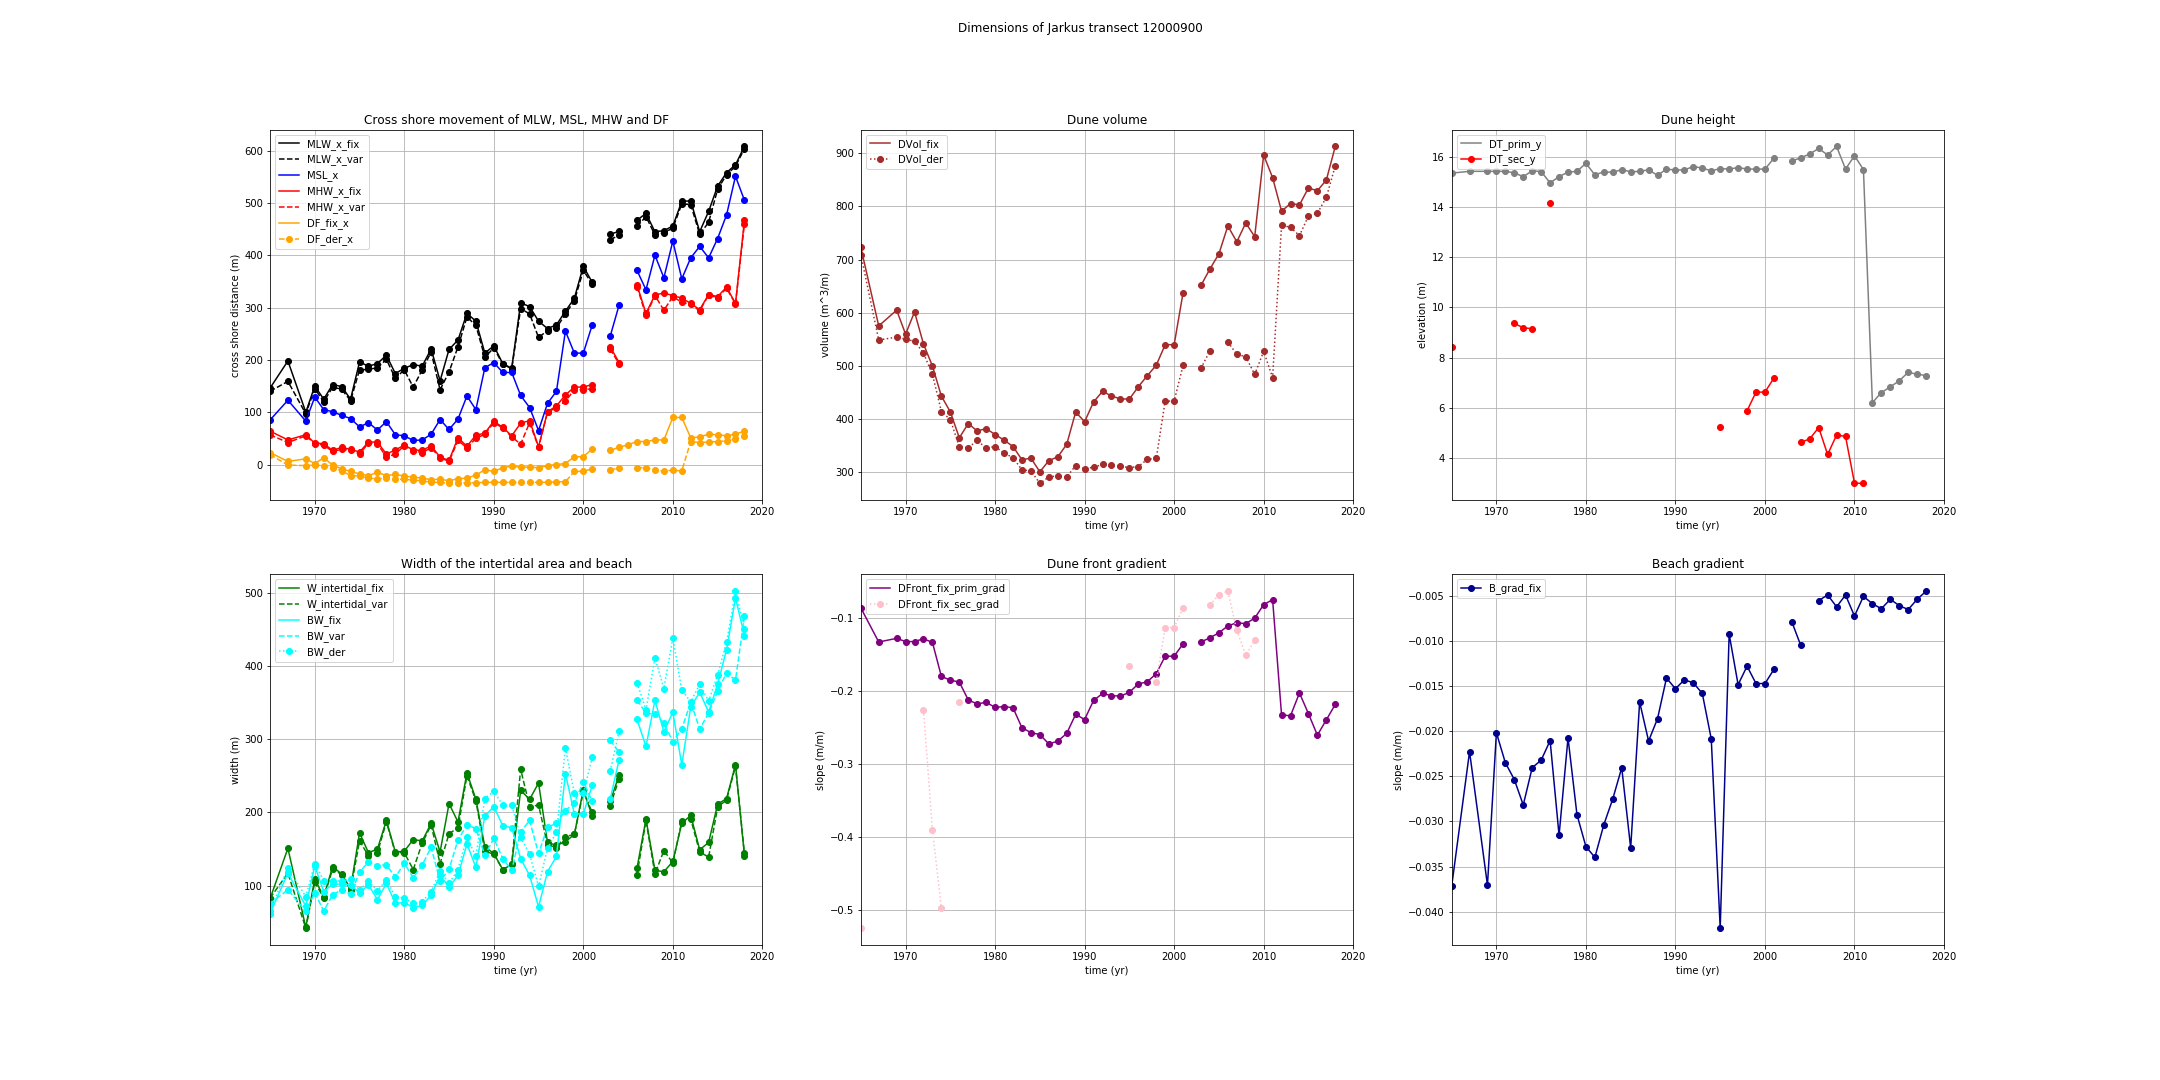 Dimensions of Jarkus transect 12000900
Cross shore movement of MLW, MSL, MHW and DF
MLW_x_fix
MLW_x_var
MSL_x
MHW_x_fix
MHW_x_var
DF_fix_x
DF_der_x
cross shore distance (m)
600
500
400
300
200
100
0
1970 1980 1990 2000 2010 2020
time (yr)
Dune volume
DVol_fix
DVol_der
volume (m^3/m)
900
800
700
600
500
400
300
1970 1980 1990 2000 2010 2020
time (yr)
Dune height
DT_prim_y
DT_sec_y
elevation (m)
16
14
12
10
8
6
4
1970 1980 1990 2000 2010 2020
time (yr)
Width of the intertidal area and beach
W_intertidal_fix
W_intertidal_var
BW_fix
BW_var
BW_der
width (m)
500
400
300
200
100
1970 1980 1990 2000 2010 2020
time (yr)
Dune front gradient
DFront_fix_prim_grad
DFront_fix_sec_grad
slope (m/m)
−0.1
−0.2
−0.3
−0.4
−0.5
1970 1980 1990 2000 2010 2020
time (yr)
Beach gradient
B_grad_fix
slope (m/m)
−0.005
−0.010
−0.015
−0.020
−0.025
−0.030
−0.035
−0.040
1970 1980 1990 2000 2010 2020
time (yr)